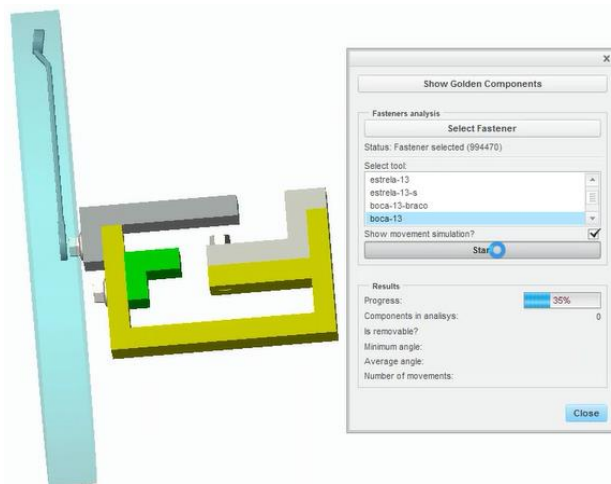 x
Show Golden Components
Fasteners analysis
Select Fastener
Status: Fastener selected (994470)
Select tool:
estrela-13
estrela-13-s
boca-13-braco
boca-13
Show movement simulation?
Star
Results
Progress: 35%
Components in analisys: 0
Is removable?
Minimum angle:
Average angle:
Number of movements:
Close